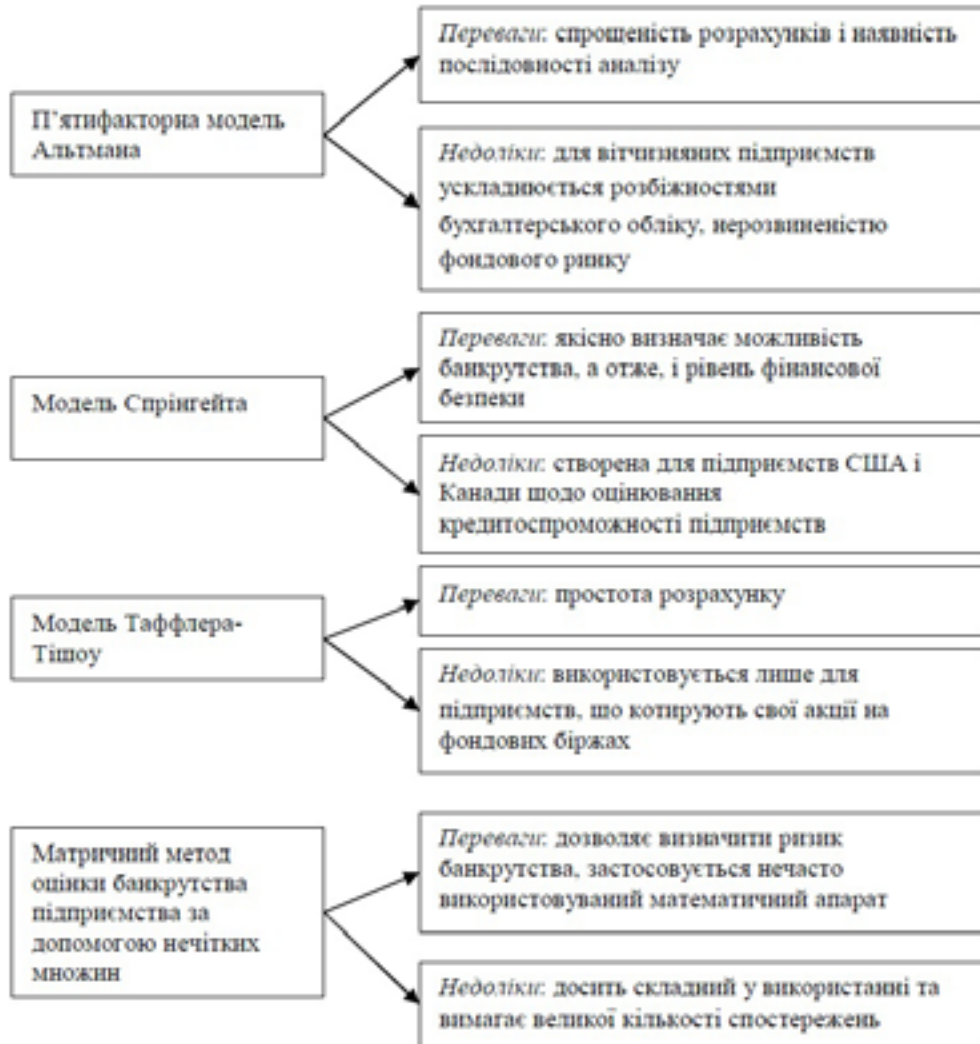 Переваги: спрощеність розрахунків і наявність
послідовності аналізу
П’ятифакторна модель
Альтмана
Недоліки: для вітчизняних підприємств
ускладнюється розбіжностями
бухгалтерського обліку, нерозвиненістю
фондового ринку
Переваги: якісно визначає можливість
банкрутства, а отже, і рівень фінансової
безпеки
Модель Спрінгейта
Недоліки: створена для підприємств США і
Канади щодо оцінювання
кредитоспроможності підприємств
Переваги: простота розрахунку
Модель Таффлера-
Тішоу
Недоліки: використовується лише для
підприємств, що котирують свої акції на
фондових біржах
Переваги: дозволяє визначити ризик
банкрутства, застосовується нечасто
використовуваний математичний апарат
Матричний метод
оцінки банкрутства
підприємства за
допомогою нечітких
множин
Недоліки: досить складний у використанні та
вимагає великої кількості спостережень